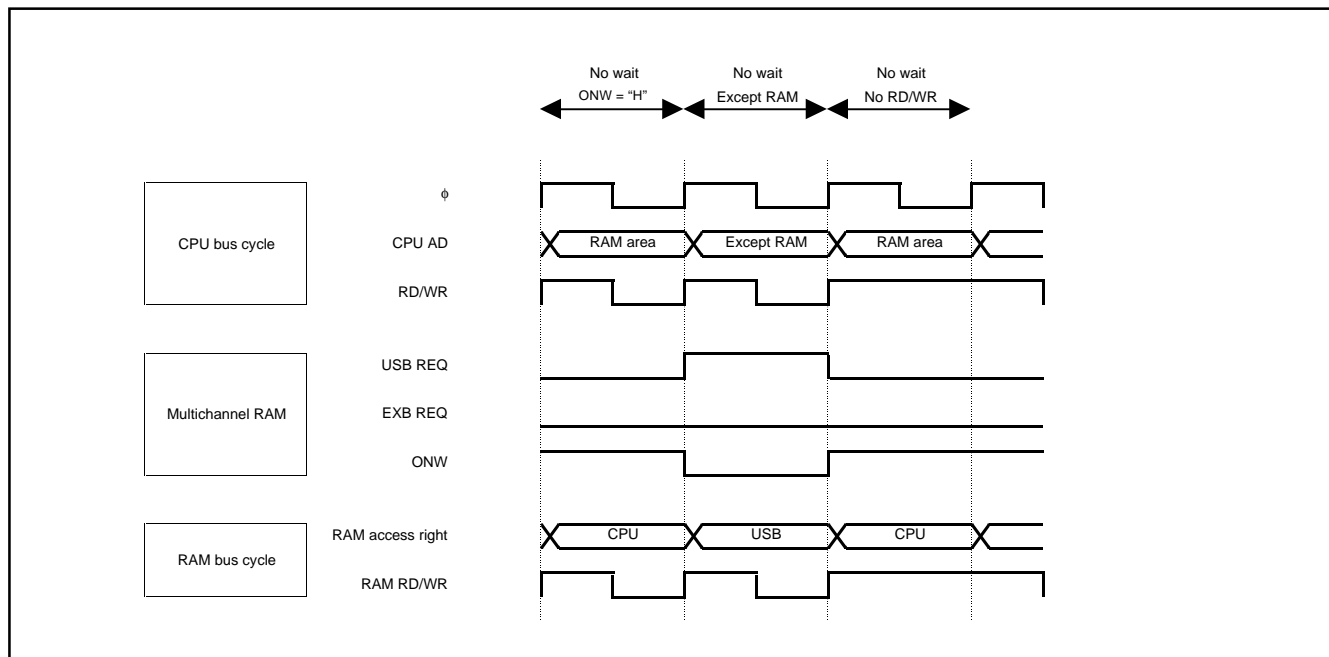 No wait No wait No wait
ONW = “H” Except RAM No RD/WR
ϕ
CPU bus cycle
CPU AD RAM area Except RAM RAM area
RD/WR
USB REQ
Multichannel RAM
EXB REQ
ONW
RAM access right CPU USB CPU
RAM bus cycle
RAM RD/WR